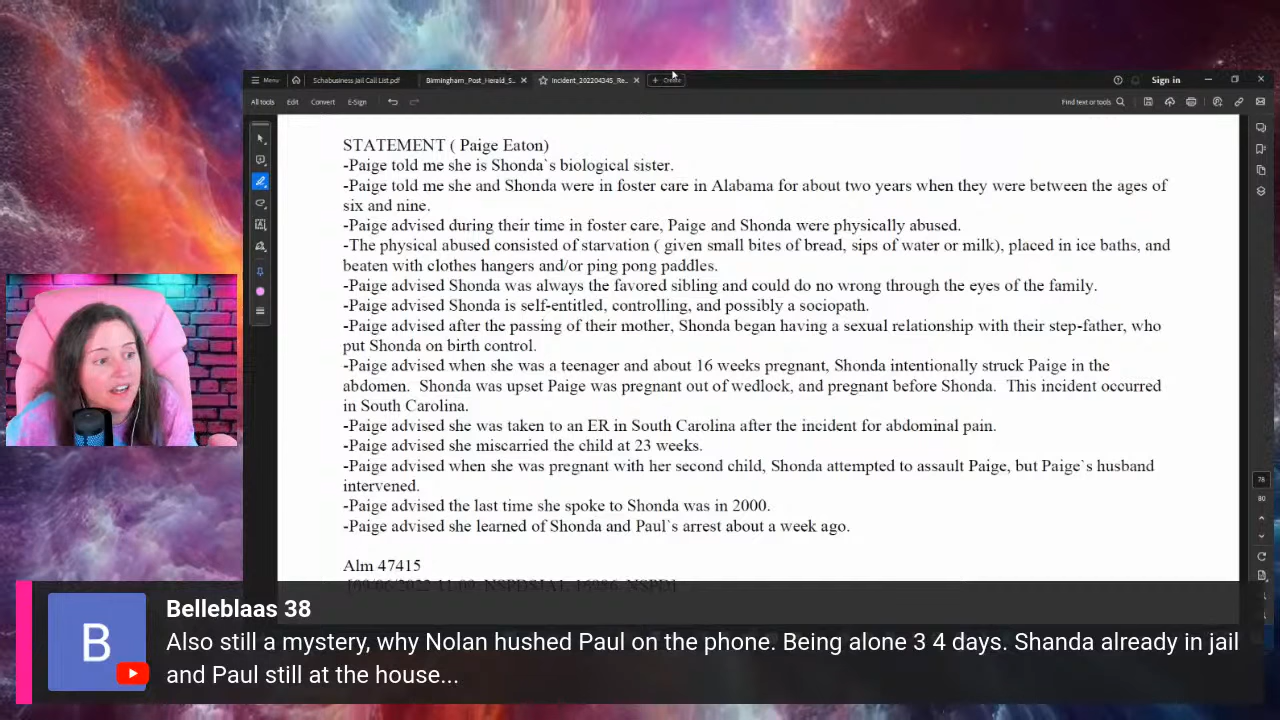 Menu
Schabusiness Jail Call List.pdf
Birmingham_Post_Herald_S...
Incident_202204345_Re...
Create
Sign in
All tools Edit Convert E-Sign
Find text or tools
STATEMENT ( Paige Eaton)
-Paige told me she is Shonda`s biological sister.
-Paige told me she and Shonda were in foster care in Alabama for about two years when they were between the ages of
six and nine.
-Paige advised during their time in foster care, Paige and Shonda were physically abused.
-The physical abused consisted of starvation ( given small bites of bread, sips of water or milk), placed in ice baths, and
beaten with clothes hangers and/or ping pong paddles.
-Paige advised Shonda was always the favored sibling and could do no wrong through the eyes of the family.
-Paige advised Shonda is self-entitled, controlling, and possibly a sociopath.
-Paige advised after the passing of their mother, Shonda began having a sexual relationship with their step-father, who
put Shonda on birth control.
-Paige advised when she was a teenager and about 16 weeks pregnant, Shonda intentionally struck Paige in the
abdomen.  Shonda was upset Paige was pregnant out of wedlock, and pregnant before Shonda.  This incident occurred
in South Carolina.
-Paige advised she was taken to an ER in South Carolina after the incident for abdominal pain.
-Paige advised she miscarried the child at 23 weeks.
-Paige advised when she was pregnant with her second child, Shonda attempted to assault Paige, but Paige`s husband
intervened.
-Paige advised the last time she spoke to Shonda was in 2000.
-Paige advised she learned of Shonda and Paul`s arrest about a week ago.
Alm 47415
78
80
B
Belleblaas 38
Also still a mystery, why Nolan hushed Paul on the phone. Being alone 3 4 days. Shanda already in jail
and Paul still at the house...